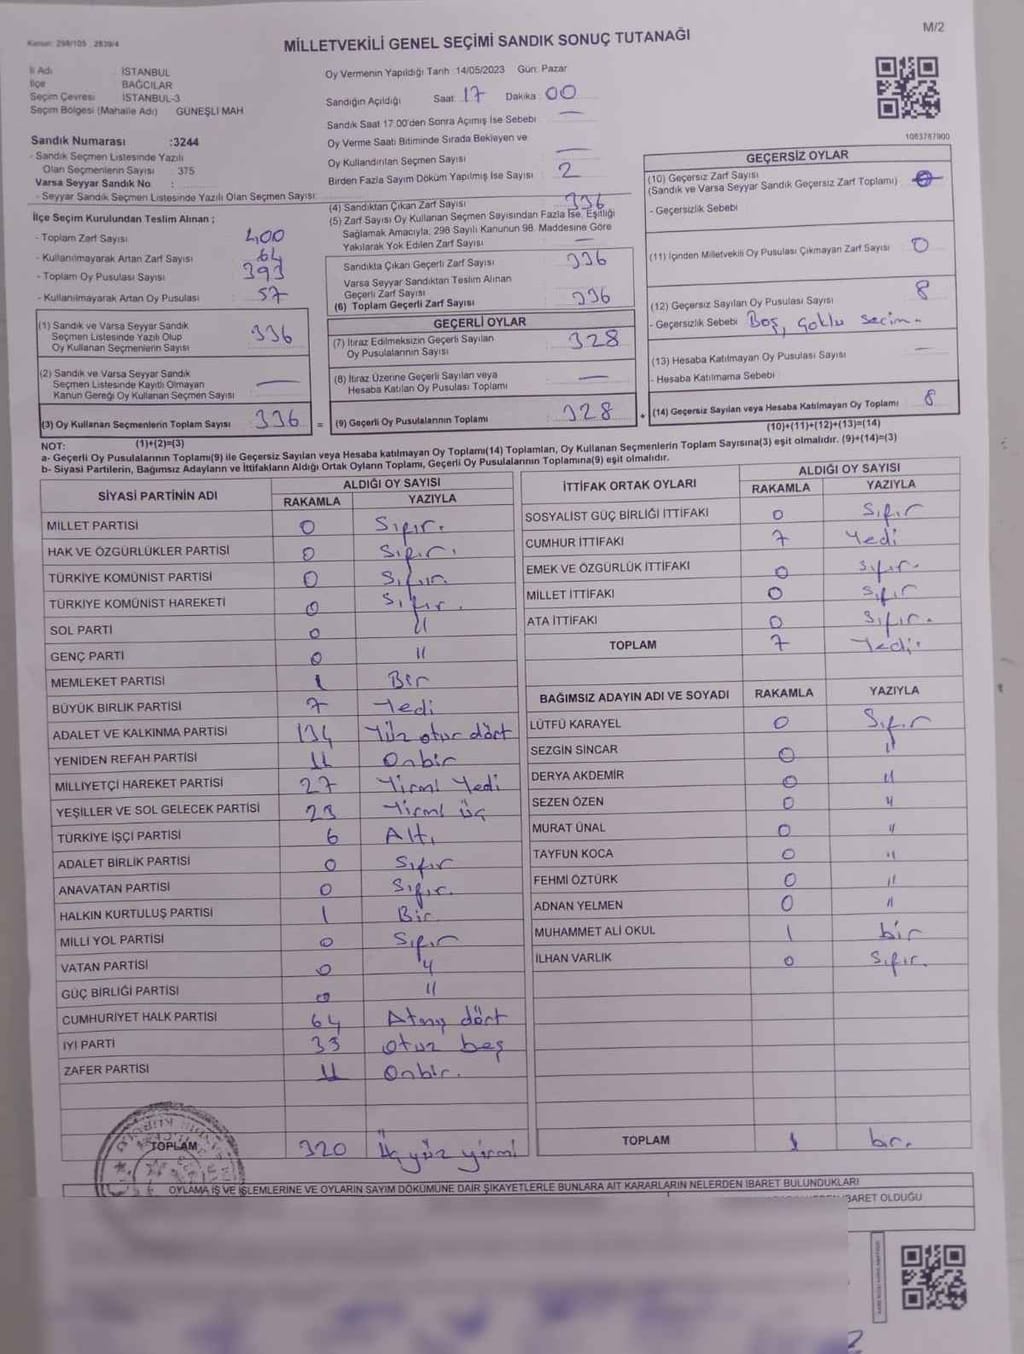 Kanun: 298/105 , 2839/4
MİLLETVEKİLİ GENEL SEÇİMİ SANDIK SONUÇ TUTANAĞI
M/2
İl Adı İSTANBUL
İlçe BAĞCILAR
Seçim Çevresi İSTANBUL-3
Seçim Bölgesi (Mahalle Adı) GÜNEŞLİ MAH
Sandık Numarası :3244
- Sandık Seçmen Listesinde Yazılı
Olan Seçmenlerin Sayısı 375
Varsa Seyyar Sandık No :
- Seyyar Sandık Seçmen Listesinde Yazılı Olan Seçmen Sayısı:
İlçe Seçim Kurulundan Teslim Alınan ;
- Toplam Zarf Sayısı 400
- Kullanılmayarak Artan Zarf Sayısı 64
- Toplam Oy Pusulası Sayısı 393
- Kullanılmayarak Artan Oy Pusulası 57
Oy Vermenin Yapıldığı Tarih :14/05/2023 Gün: Pazar
Sandığın Açıldığı Saat: 17 Dakika: 00
Sandık Saat 17:00'den Sonra Açılmış İse Sebebi —
Oy Verme Saati Bitiminde Sırada Bekleyen ve
Oy Kullandırılan Seçmen Sayısı —
Birden Fazla Sayım Döküm Yapılmış İse Sayısı 2
(4) Sandıktan Çıkan Zarf Sayısı 336
(5) Zarf Sayısı Oy Kullanan Seçmen Sayısından Fazla İse, Eşitliği
Sağlamak Amacıyla, 298 Sayılı Kanunun 98. Maddesine Göre
Yakılarak Yok Edilen Zarf Sayısı —
Sandıkta Çıkan Geçerli Zarf Sayısı 336
Varsa Seyyar Sandıktan Teslim Alınan
Geçerli Zarf Sayısı
(6) Toplam Geçerli Zarf Sayısı 336
1063787900
GEÇERSİZ OYLAR
(10) Geçersiz Zarf Sayısı
(Sandık ve Varsa Seyyar Sandık Geçersiz Zarf Toplamı)
- Geçersizlik Sebebi
(11) İçinden Milletvekili Oy Pusulası Çıkmayan Zarf Sayısı 0
(12) Geçersiz Sayılan Oy Pusulası Sayısı 8
- Geçersizlik Sebebi Boş, çoklu seçim.
(13) Hesaba Katılmayan Oy Pusulası Sayısı —
- Hesaba Katılmama Sebebi
(14) Geçersiz Sayılan veya Hesaba Katılmayan Oy Toplamı 8
(10)+(11)+(12)+(13)=(14)
(1) Sandık ve Varsa Seyyar Sandık
Seçmen Listesinde Yazılı Olup
Oy Kullanan Seçmenlerin Sayısı 336
(2) Sandık ve Varsa Seyyar Sandık
Seçmen Listesinde Kayıtlı Olmayan
Kanun Gereği Oy Kullanan Seçmen Sayısı —
(3) Oy Kullanan Seçmenlerin Toplam Sayısı 336 =
(1)+(2)=(3)
GEÇERLİ OYLAR
(7) İtiraz Edilmeksizin Geçerli Sayılan
Oy Pusulalarının Sayısı 328
(8) İtiraz Üzerine Geçerli Sayılan veya
Hesaba Katılan Oy Pusulası Toplamı —
(9) Geçerli Oy Pusulalarının Toplamı 328 +
NOT:
a- Geçerli Oy Pusulalarının Toplamı(9) ile Geçersiz Sayılan veya Hesaba katılmayan Oy Toplamı(14) Toplamları, Oy Kullanan Seçmenlerin Toplam Sayısına(3) eşit olmalıdır. (9)+(14)=(3)
b- Siyasi Partilerin, Bağımsız Adayların ve İttifakların Aldığı Ortak Oyların Toplamı, Geçerli Oy Pusulalarının Toplamına(9) eşit olmalıdır.
SİYASİ PARTİNİN ADI ALDIĞI OY SAYISI
RAKAMLA YAZIYLA
MİLLET PARTİSİ 0 Sıfır.
HAK VE ÖZGÜRLÜKLER PARTİSİ 0 Sıfır.
TÜRKİYE KOMÜNİST PARTİSİ 0 Sıfır.
TÜRKİYE KOMÜNİST HAREKETİ 0 Sıfır.
SOL PARTİ 0 "
GENÇ PARTİ 0 "
MEMLEKET PARTİSİ 1 Bir
BÜYÜK BİRLİK PARTİSİ 7 Yedi
ADALET VE KALKINMA PARTİSİ 134 Yüz otuz dört
YENİDEN REFAH PARTİSİ 11 Onbir
MİLLİYETÇİ HAREKET PARTİSİ 27 Yirmi Yedi
YEŞİLLER VE SOL GELECEK PARTİSİ 23 Yirmi üç
TÜRKİYE İŞÇİ PARTİSİ 6 Altı
ADALET BİRLİK PARTİSİ 0 Sıfır
ANAVATAN PARTİSİ 0 Sıfır.
HALKIN KURTULUŞ PARTİSİ 1 Bir
MİLLİ YOL PARTİSİ 0 Sıfır
VATAN PARTİSİ 0 "
GÜÇ BİRLİĞİ PARTİSİ 0 "
CUMHURİYET HALK PARTİSİ 64 Atmış dört
İYİ PARTİ 35 Otuz beş
ZAFER PARTİSİ 11 Onbir.
TOPLAM 320 Üç yüz yirmi
İTTİFAK ORTAK OYLARI ALDIĞI OY SAYISI
RAKAMLA YAZIYLA
SOSYALİST GÜÇ BİRLİĞİ İTTİFAKI 0 Sıfır
CUMHUR İTTİFAKI 7 Yedi
EMEK VE ÖZGÜRLÜK İTTİFAKI 0 Sıfır.
MİLLET İTTİFAKI 0 Sıfır
ATA İTTİFAKI 0 Sıfır.
TOPLAM 7 Yedi.
BAĞIMSIZ ADAYIN ADI VE SOYADI RAKAMLA YAZIYLA
LÜTFÜ KARAYEL 0 Sıfır
SEZGİN SİNCAR 0 "
DERYA AKDEMİR 0 "
SEZEN ÖZEN 0 "
MURAT ÜNAL 0 "
TAYFUN KOCA 0 "
FEHMİ ÖZTÜRK 0 "
ADNAN YELMEN 0 "
MUHAMMET ALİ OKUL 1 bir
İLHAN VARLIK 0 Sıfır.
TOPLAM 1 bir.
OYLAMA İŞ VE İŞLEMLERİNE VE OYLARIN SAYIM DÖKÜMÜNE DAİR ŞİKAYETLERLE BUNLARA AİT KARARLARIN NELERDEN İBARET BULUNDUKLARI
İBARET OLDUĞU